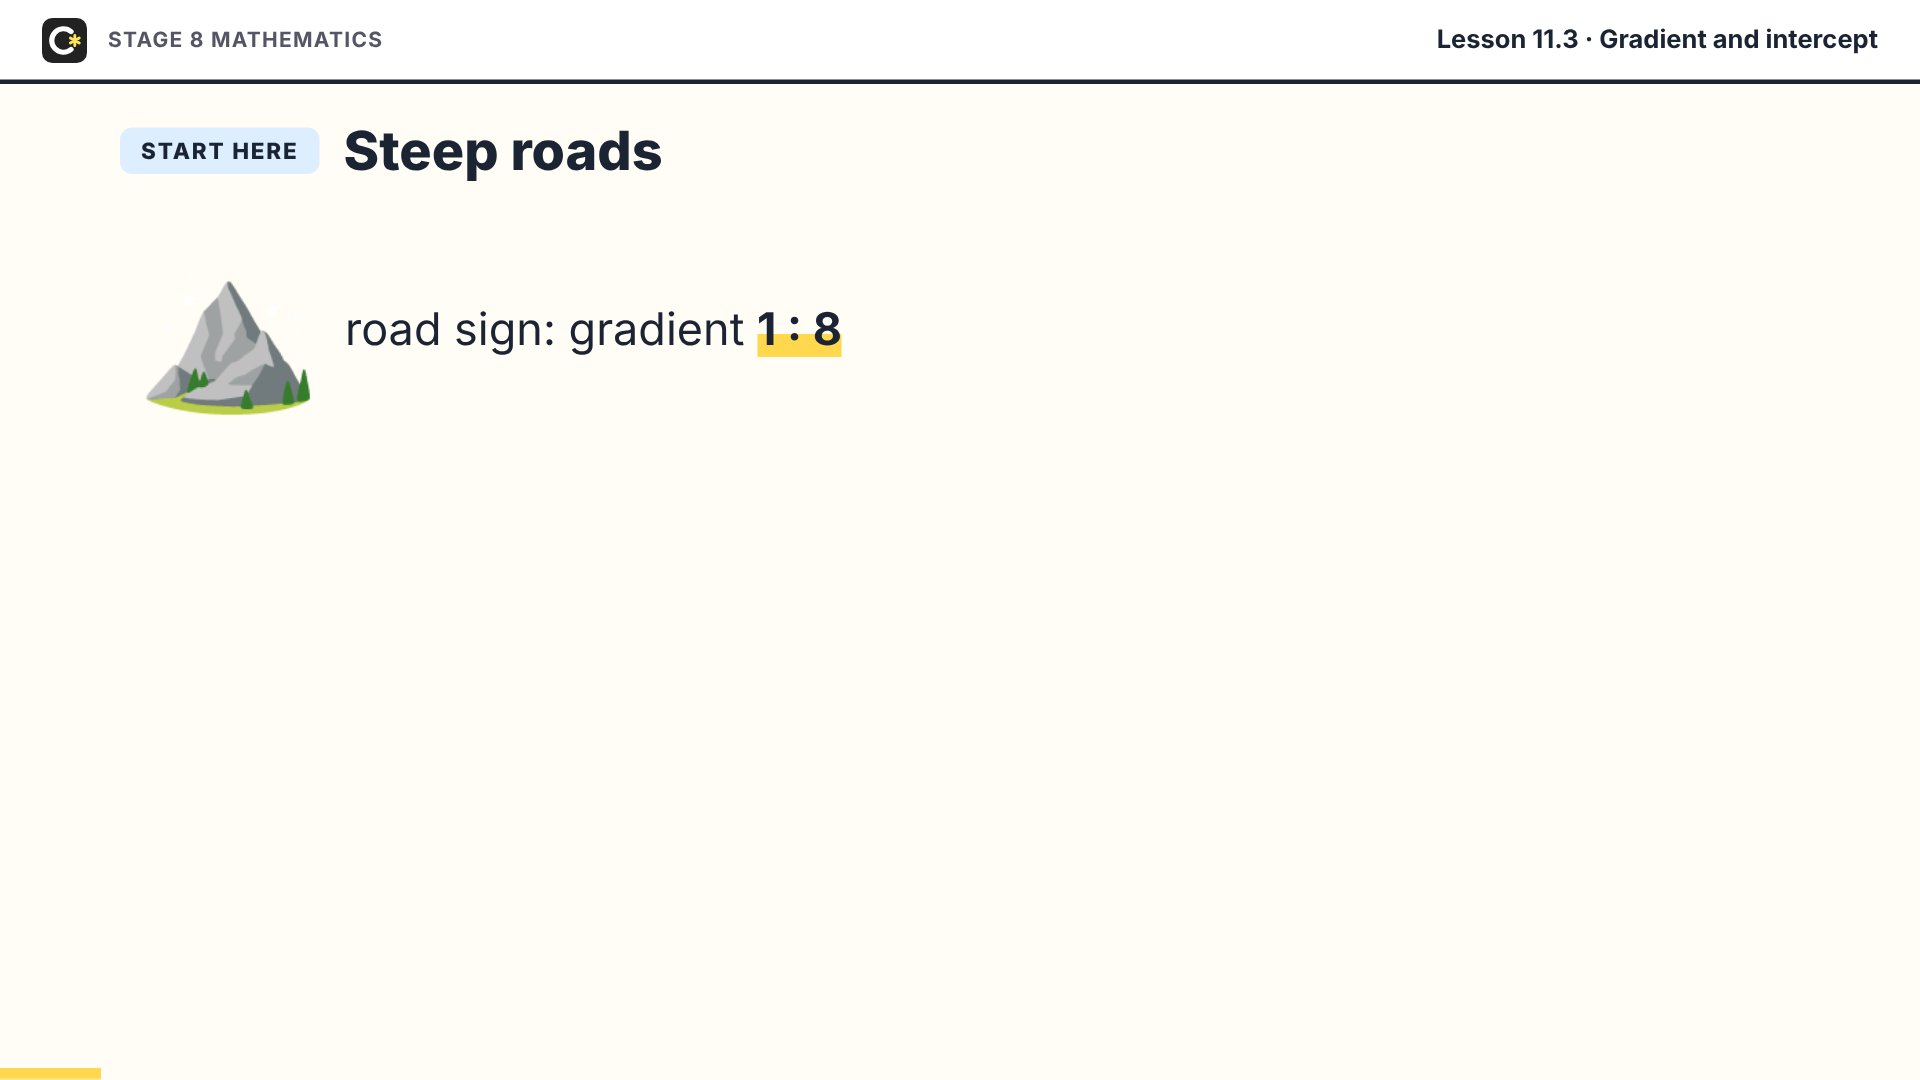 STAGE 8 MATHEMATICS
Lesson 11.3 · Gradient and intercept
START HERE
Steep roads
road sign: gradient 1 : 8